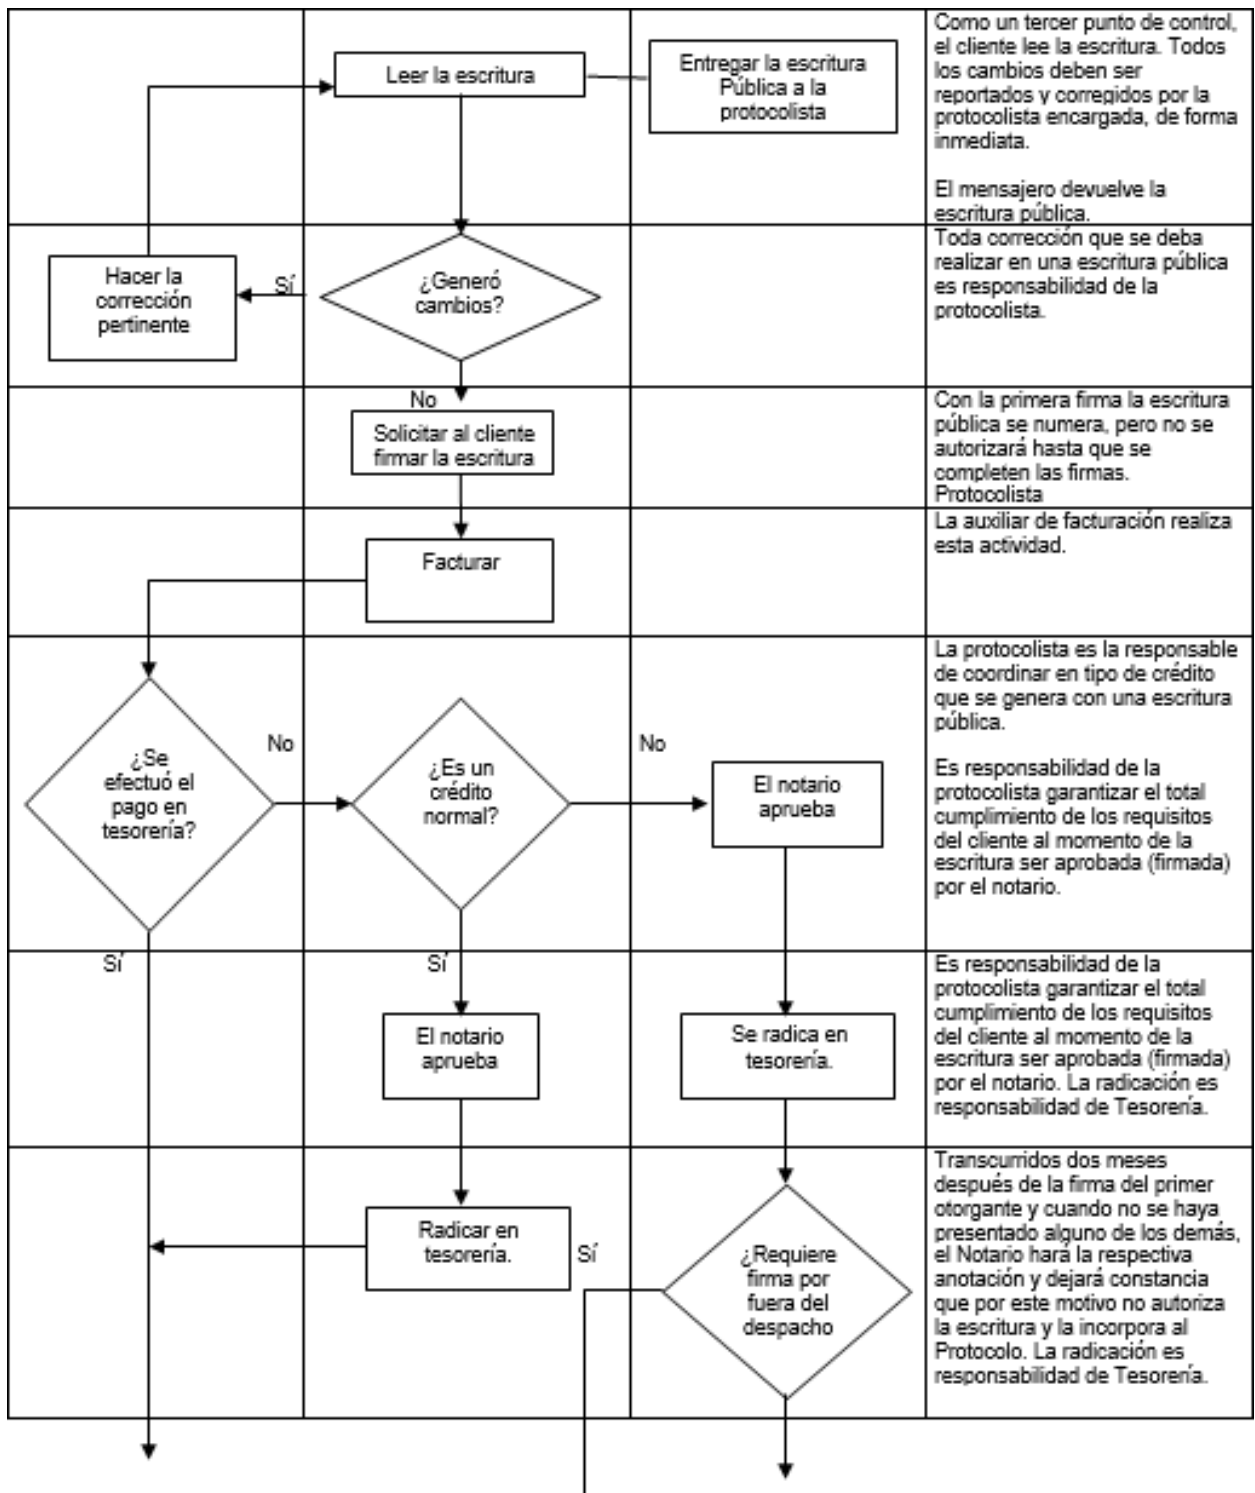 Leer la escritura
Entregar la escritura
Pública a la
protocolista
Como un tercer punto de control,
el cliente lee la escritura. Todos
los cambios deben ser
reportados y corregidos por la
protocolista encargada, de forma
inmediata.
El mensajero devuelve la
escritura pública.
Hacer la
corrección
pertinente
Sí
¿Generó
cambios?
Toda corrección que se deba
realizar en una escritura pública
es responsabilidad de la
protocolista.
No
Solicitar al cliente
firmar la escritura
Con la primera firma la escritura
pública se numera, pero no se
autorizará hasta que se
completen las firmas.
Protocolista
Facturar
La auxiliar de facturación realiza
esta actividad.
¿Se
efectuó el
pago en
tesorería?
No
¿Es un
crédito
normal?
No
El notario
aprueba
La protocolista es la responsable
de coordinar en tipo de crédito
que se genera con una escritura
pública.
Es responsabilidad de la
protocolista garantizar el total
cumplimiento de los requisitos
del cliente al momento de la
escritura ser aprobada (firmada)
por el notario.
Sí
Sí
El notario
aprueba
Se radica en
tesorería.
Es responsabilidad de la
protocolista garantizar el total
cumplimiento de los requisitos
del cliente al momento de la
escritura ser aprobada (firmada)
por el notario. La radicación es
responsabilidad de Tesorería.
Radicar en
tesorería.
Sí
¿Requiere
firma por
fuera del
despacho
Transcurridos dos meses
después de la firma del primer
otorgante y cuando no se haya
presentado alguno de los demás,
el Notario hará la respectiva
anotación y dejará constancia
que por este motivo no autoriza
la escritura y la incorpora al
Protocolo. La radicación es
responsabilidad de Tesorería.